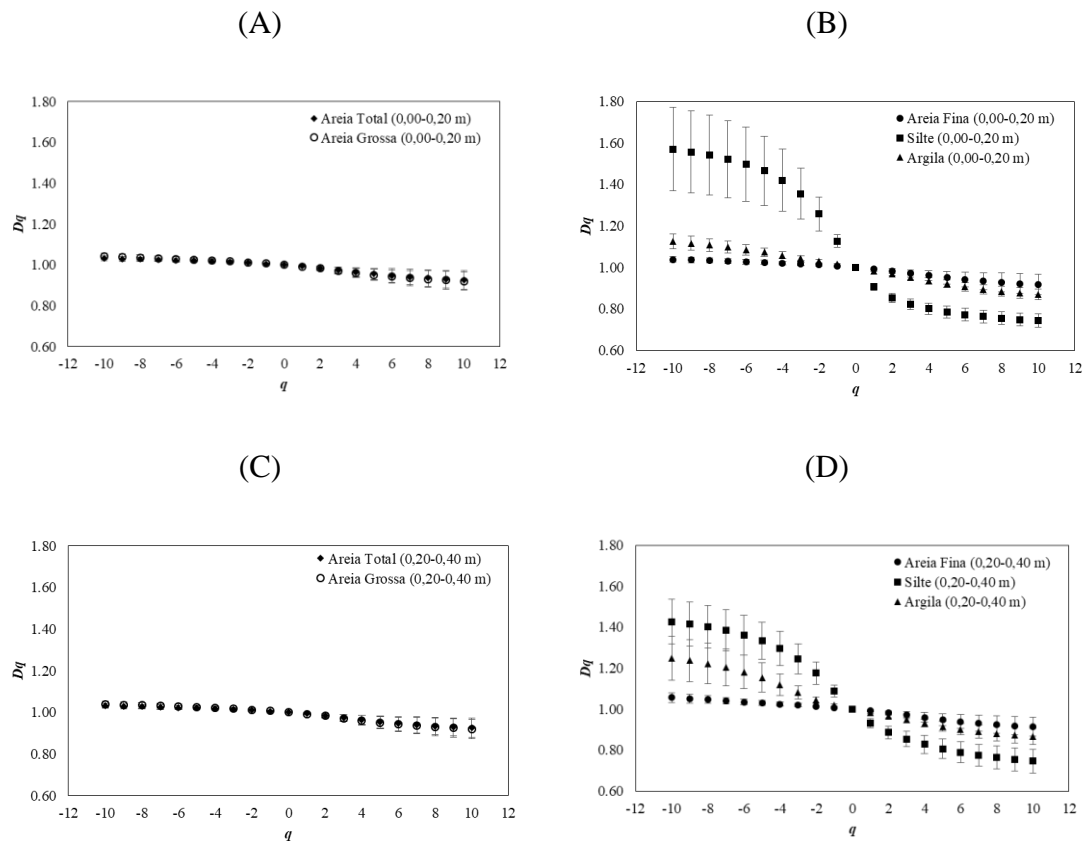 (A)
1.80
1.60
1.40
1.20
1.00
0.80
0.60
Dq
◆ Areia Total (0,00-0,20 m)
○ Areia Grossa (0,00-0,20 m)
-12 -10 -8 -6 -4 -2 0 2 4 6 8 10 12
q
(B)
1.80
1.60
1.40
1.20
1.00
0.80
0.60
Dq
● Areia Fina (0,00-0,20 m)
■ Silte (0,00-0,20 m)
▲ Argila (0,00-0,20 m)
-12 -10 -8 -6 -4 -2 0 2 4 6 8 10 12
q
(C)
1.80
1.60
1.40
1.20
1.00
0.80
0.60
Dq
◆ Areia Total (0,20-0,40 m)
○ Areia Grossa (0,20-0,40 m)
-12 -10 -8 -6 -4 -2 0 2 4 6 8 10 12
q
(D)
1.80
1.60
1.40
1.20
1.00
0.80
0.60
Dq
● Areia Fina (0,20-0,40 m)
■ Silte (0,20-0,40 m)
▲ Argila (0,20-0,40 m)
-12 -10 -8 -6 -4 -2 0 2 4 6 8 10 12
q